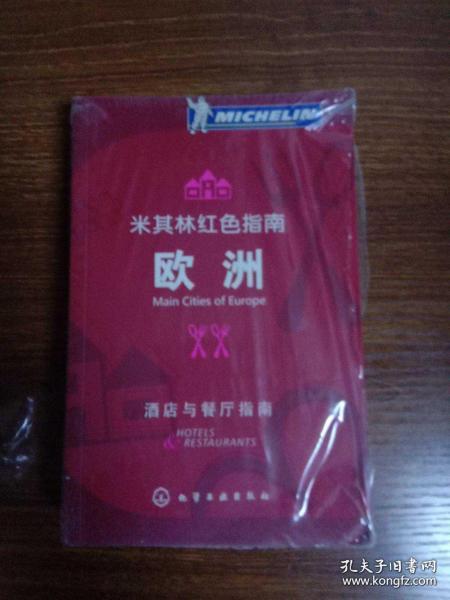 MICHELIN
米其林红色指南
欧洲
Main Cities of Europe
酒店与餐厅指南
HOTELS
& RESTAURANTS
化学工业出版社
孔夫子旧书网
www.kongfz.com